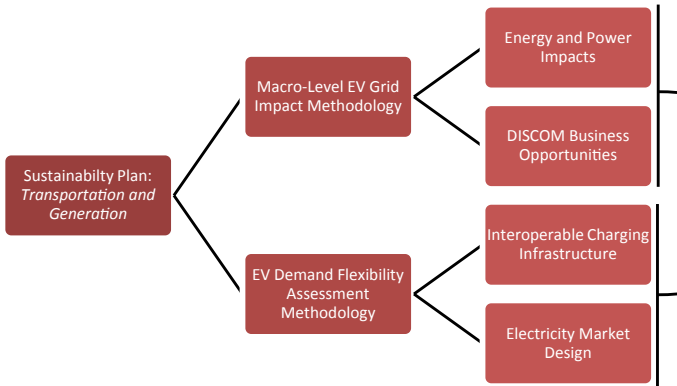 Sustainabilty Plan:
Transportation and
Generation
Macro-Level EV Grid
Impact Methodology
Energy and Power
Impacts
DISCOM Business
Opportunities
EV Demand Flexibility
Assessment
Methodology
Interoperable Charging
Infrastructure
Electricity Market
Design